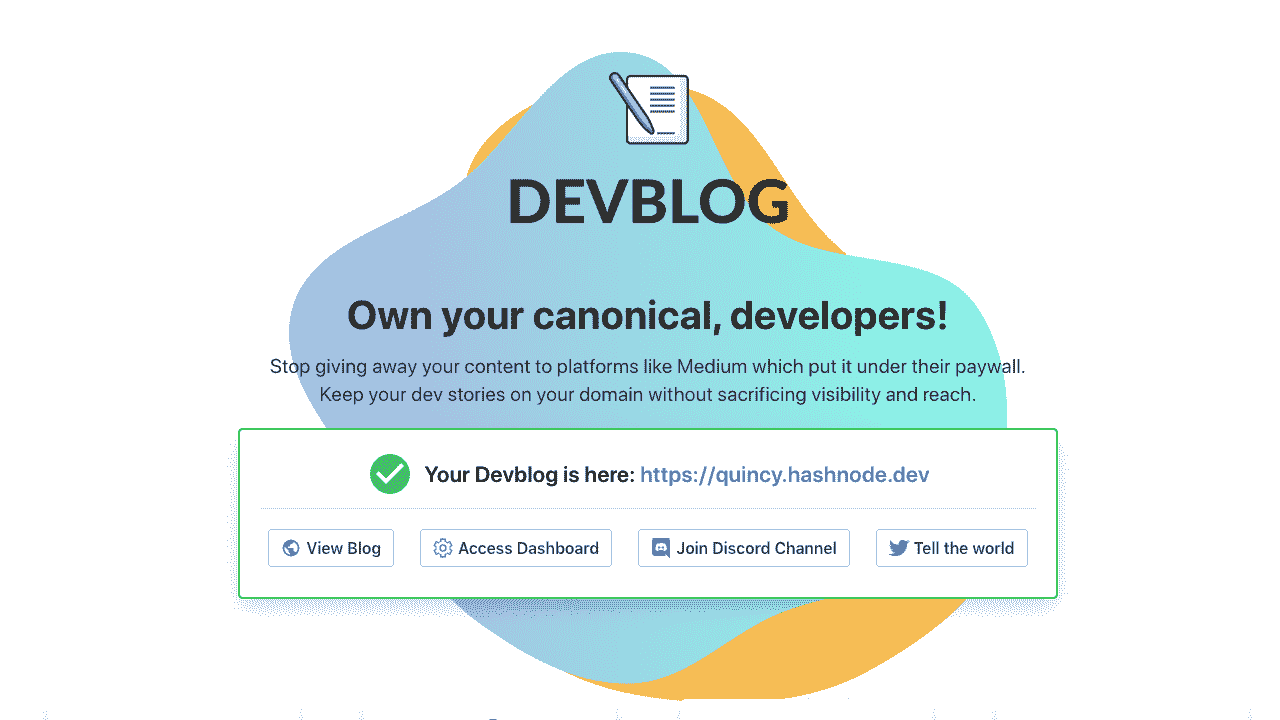 DEVBLOG
Own your canonical, developers!
Stop giving away your content to platforms like Medium which put it under their paywall.
Keep your dev stories on your domain without sacrificing visibility and reach.
Your Devblog is here: https://quincy.hashnode.dev
View Blog
Access Dashboard
Join Discord Channel
Tell the world